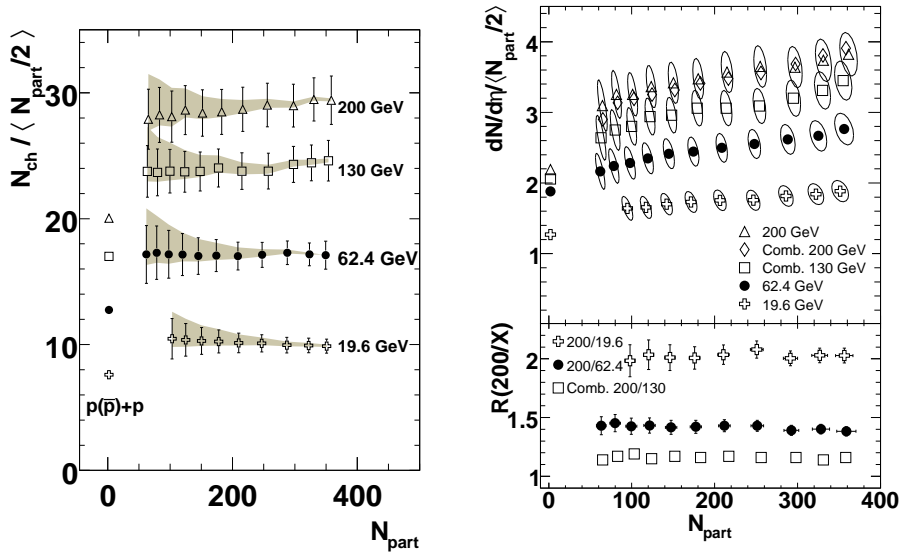 N_ch / ⟨ N_part /2 ⟩
30
20
10
0
200 GeV
130 GeV
62.4 GeV
19.6 GeV
p(p̅)+p
0 200 400
N_part
dN/dη/⟨N_part/2⟩
4
3
2
1
200 GeV
Comb. 200 GeV
Comb. 130 GeV
62.4 GeV
19.6 GeV
R(200/X)
2
1.5
1
200/19.6
200/62.4
Comb. 200/130
0 100 200 300 400
N_part